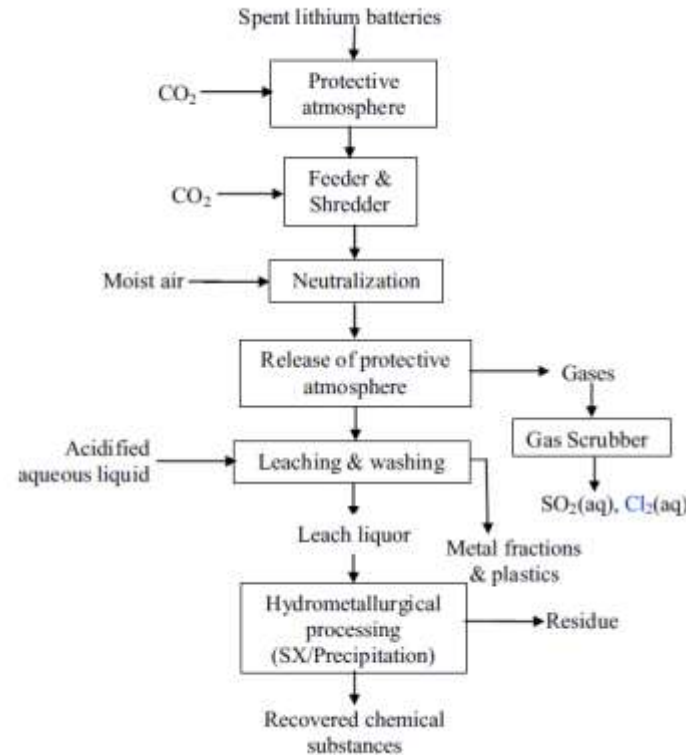 Spent lithium batteries
CO₂
Protective
atmosphere
CO₂
Feeder &
Shredder
Moist air
Neutralization
Release of protective
atmosphere
Gases
Gas Scrubber
SO₂(aq), Cl₂(aq)
Acidified
aqueous liquid
Leaching & washing
Leach liquor
Metal fractions
& plastics
Hydrometallurgical
processing
(SX/Precipitation)
Residue
Recovered chemical
substances